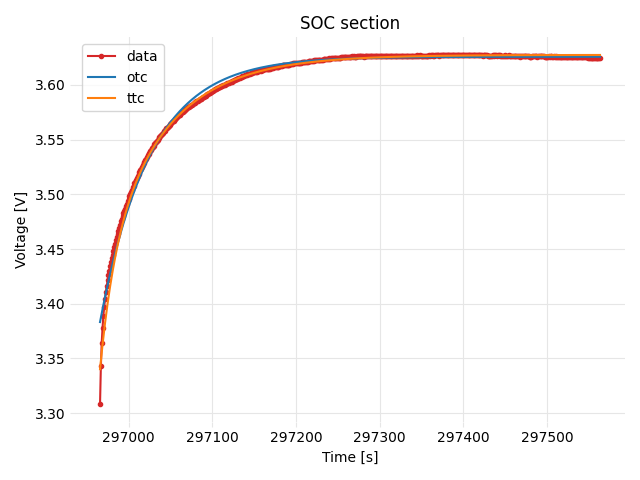 SOC section
data
otc
ttc
Voltage [V]
3.60
3.55
3.50
3.45
3.40
3.35
3.30
297000 297100 297200 297300 297400 297500
Time [s]